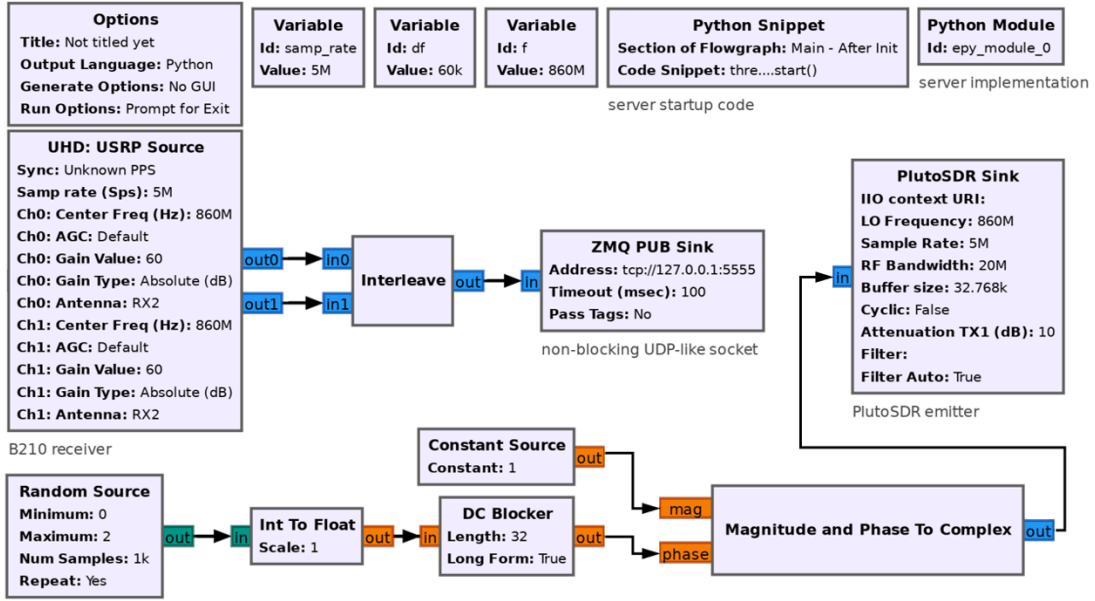 Options
Title: Not titled yet
Output Language: Python
Generate Options: No GUI
Run Options: Prompt for Exit
Variable
Id: samp_rate
Value: 5M
Variable
Id: df
Value: 60k
Variable
Id: f
Value: 860M
Python Snippet
Section of Flowgraph: Main - After Init
Code Snippet: thre....start()
server startup code
Python Module
Id: epy_module_0
server implementation
UHD: USRP Source
Sync: Unknown PPS
Samp rate (Sps): 5M
Ch0: Center Freq (Hz): 860M
Ch0: AGC: Default
Ch0: Gain Value: 60
Ch0: Gain Type: Absolute (dB)
Ch0: Antenna: RX2
Ch1: Center Freq (Hz): 860M
Ch1: AGC: Default
Ch1: Gain Value: 60
Ch1: Gain Type: Absolute (dB)
Ch1: Antenna: RX2
out0
out1
B210 receiver
in0
in1
Interleave
out
in
ZMQ PUB Sink
Address: tcp://127.0.0.1:5555
Timeout (msec): 100
Pass Tags: No
non-blocking UDP-like socket
in
PlutoSDR Sink
IIO context URI:
LO Frequency: 860M
Sample Rate: 5M
RF Bandwidth: 20M
Buffer size: 32.768k
Cyclic: False
Attenuation TX1 (dB): 10
Filter:
Filter Auto: True
PlutoSDR emitter
Random Source
Minimum: 0
Maximum: 2
Num Samples: 1k
Repeat: Yes
out
in
Int To Float
Scale: 1
out
Constant Source
Constant: 1
out
in
DC Blocker
Length: 32
Long Form: True
out
mag
phase
Magnitude and Phase To Complex
out